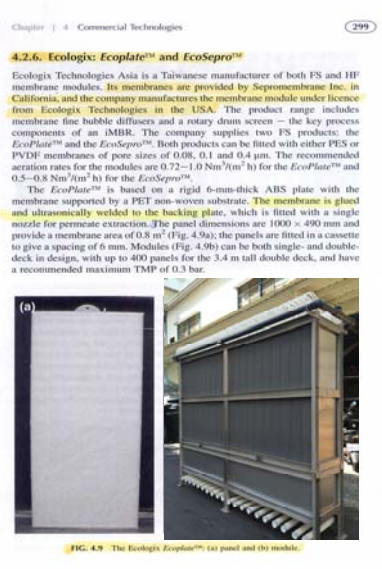 Chapter | 4 Commercial Technologies
299
4.2.6. Ecologix: Ecoplate™ and EcoSepro™
Ecologix Technologies Asia is a Taiwanese manufacturer of both FS and HF
membrane modules. Its membranes are provided by Sepromembrane Inc. in
California, and the company manufactures the membrane module under licence
from Ecologix Technologies in the USA. The product range includes
membrane fine bubble diffusers and a rotary drum screen — the key process
components of an iMBR. The company supplies two FS products: the
EcoPlate™ and the EcoSepro™. Both products can be fitted with either PES or
PVDF membranes of pore sizes of 0.08, 0.1 and 0.4 μm. The recommended
aeration rates for the modules are 0.72–1.0 Nm³/(m² h) for the EcoPlate™ and
0.5–0.8 Nm³/(m² h) for the EcoSepro™.
The EcoPlate™ is based on a rigid 6-mm-thick ABS plate with the
membrane supported by a PET non-woven substrate. The membrane is glued
and ultrasonically welded to the backing plate, which is fitted with a single
nozzle for permeate extraction. The panel dimensions are 1000 × 490 mm and
provide a membrane area of 0.8 m² (Fig. 4.9a); the panels are fitted in a cassette
to give a spacing of 6 mm. Modules (Fig. 4.9b) can be both single- and double-
deck in design, with up to 400 panels for the 3.4 m tall double deck, and have
a recommended maximum TMP of 0.3 bar.
(a)
FIG. 4.9 The Ecologix Ecoplate™: (a) panel and (b) module.